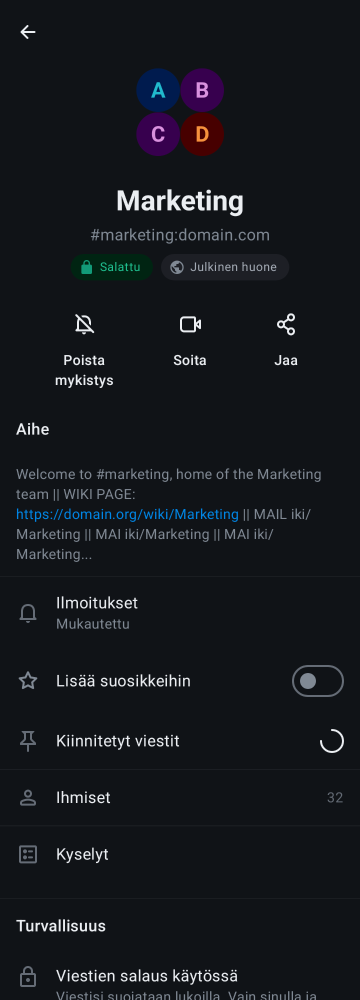 A B
C D
Marketing
#marketing:domain.com
Salattu Julkinen huone
Poista
mykistys
Soita
Jaa
Aihe
Welcome to #marketing, home of the Marketing
team || WIKI PAGE:
https://domain.org/wiki/Marketing || MAIL iki/
Marketing || MAI iki/Marketing || MAI iki/
Marketing...
Ilmoitukset
Mukautettu
Lisää suosikkeihin
Kiinnitetyt viestit
Ihmiset 32
Kyselyt
Turvallisuus
Viestien salaus käytössä
Viestisi suojataan lukoilla. Vain sinulla ja